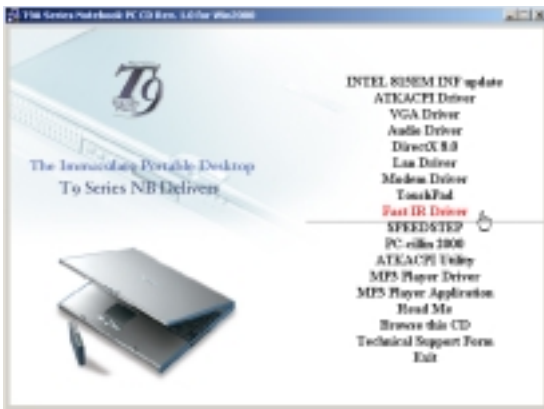 Series Notebook PC CD Rev. 1.0 for Win2000
T9
The Immaculate Portable Desktop
T9 Series NB Delivers
INTEL 815EM INF update
ATKACPI Driver
VGA Driver
Audio Driver
DirectX 8.0
Lan Driver
Modem Driver
TouchPad
Fast IR Driver
SPEEDSTEP
PC-cillin 2000
ATKACPI Utility
MP3 Player Driver
MP3 Player Application
Read Me
Browse this CD
Technical Support Form
Exit